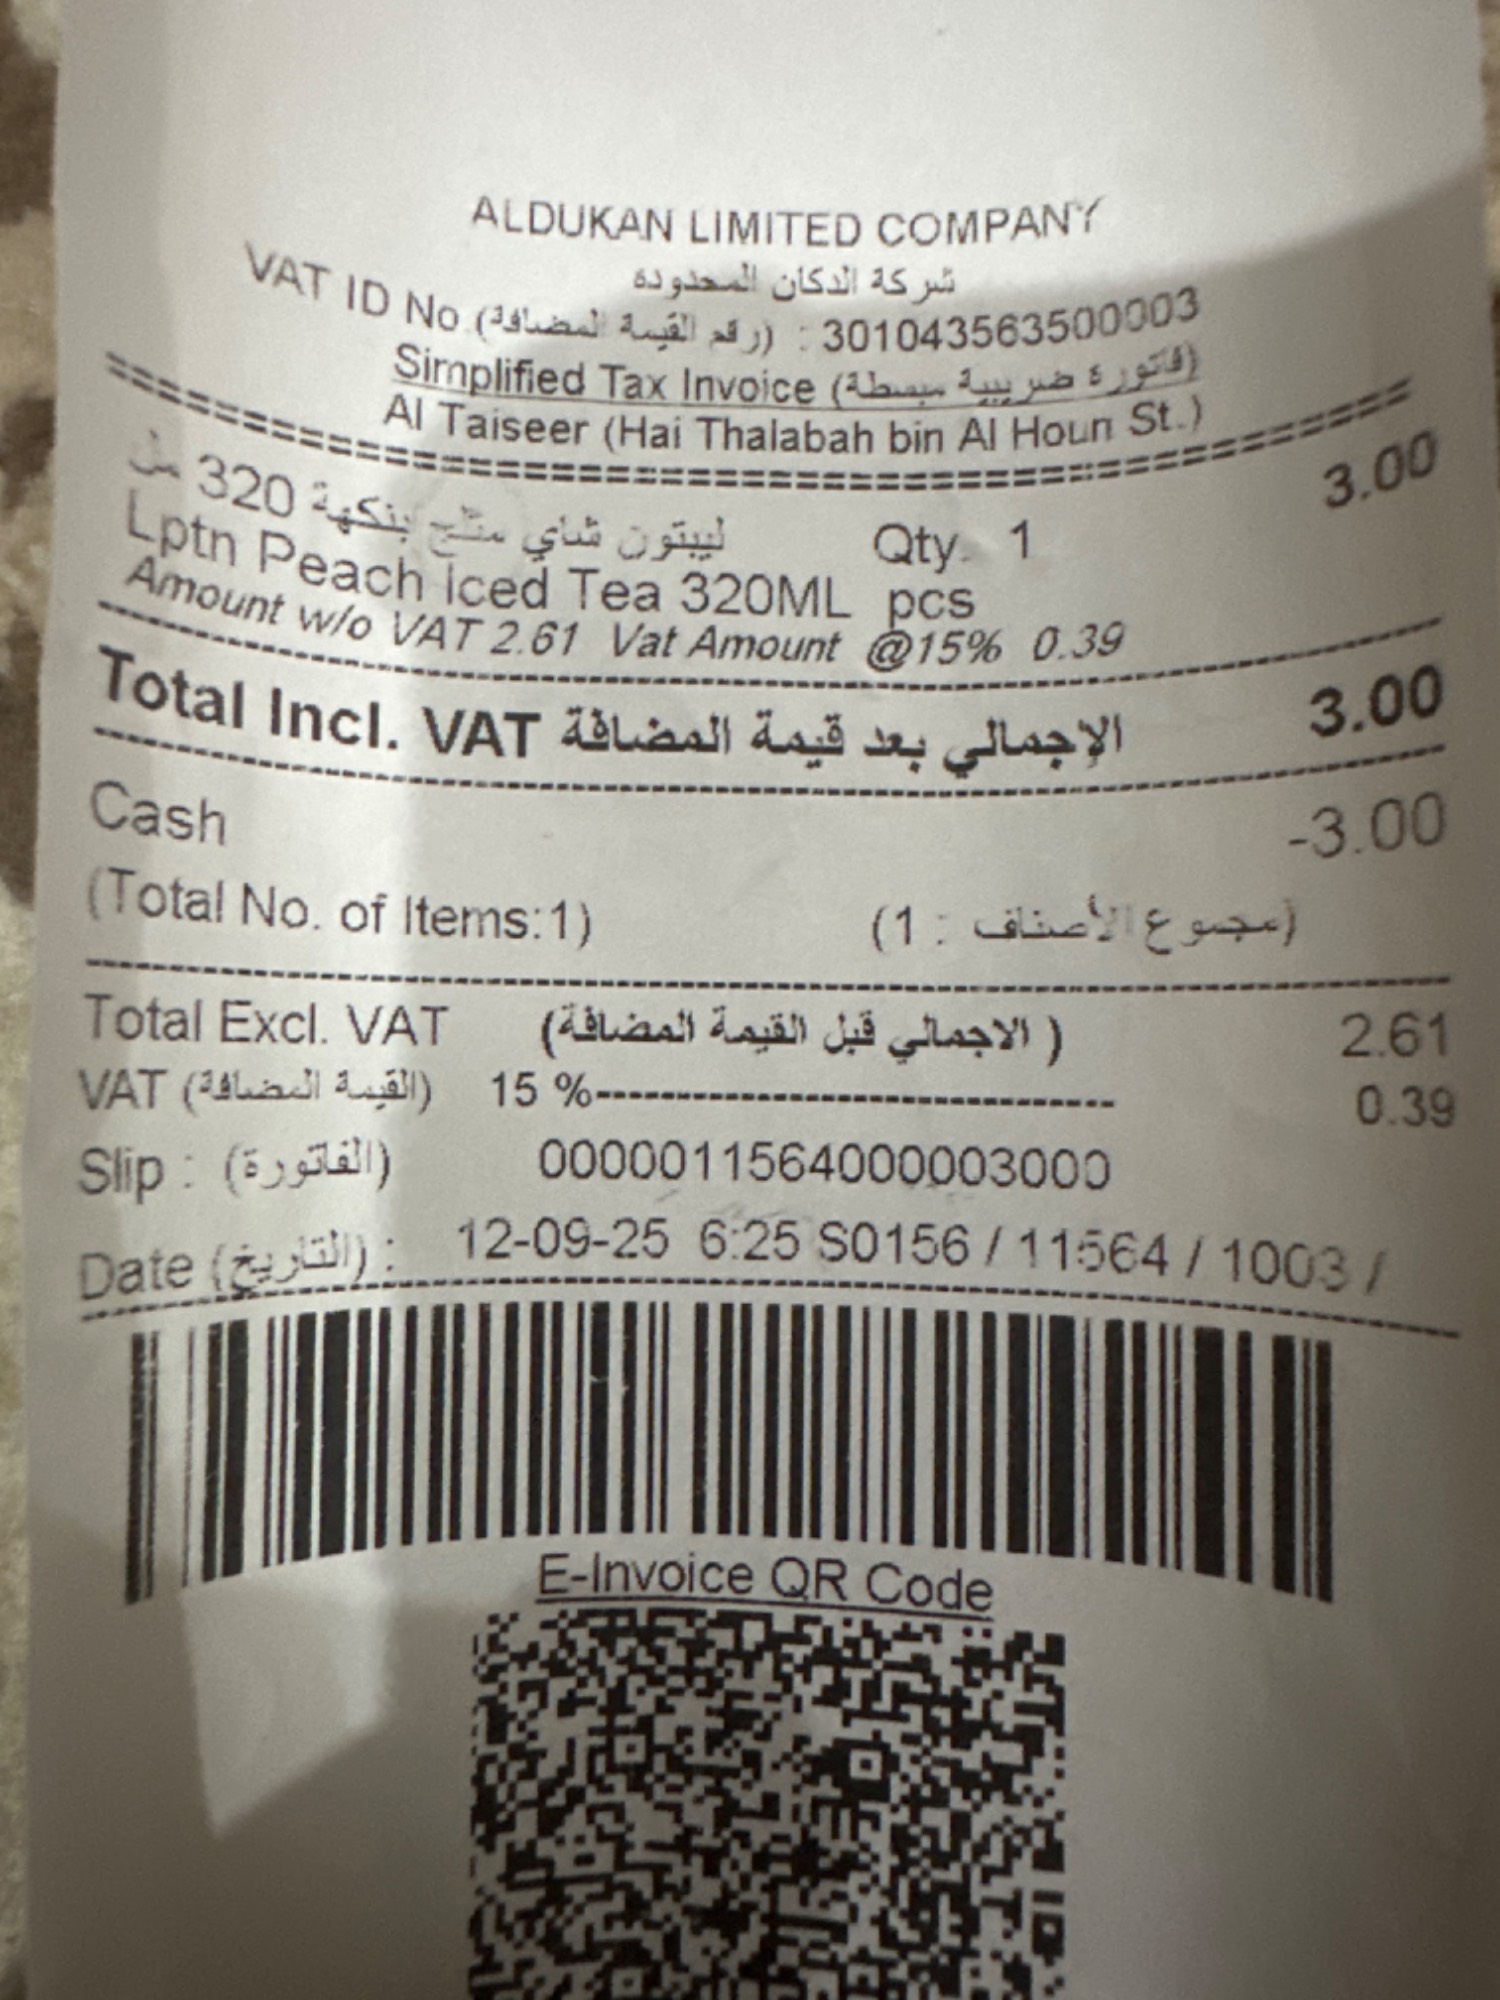 ALDUKAN LIMITED COMPANY
شركة الدكان المحدوده
VAT ID No (رقم القيمة المضافة) : 301043563500003
Simplified Tax Invoice (فاتورة ضريبية مبسطة)
Al Taiseer (Hai Thalabah bin Al Houn St.)
ليبتون شاي مثلج بنكهة 320 مل Qty. 1 3.00
Lptn Peach Iced Tea 320ML pcs
Amount w/o VAT 2.61 Vat Amount @15% 0.39
Total Incl. VAT الإجمالي بعد قيمة المضافة 3.00
Cash -3.00
(Total No. of Items:1) (مجموع الأصناف : 1)
Total Excl. VAT ( الاجمالي قبل القيمة المضافة) 2.61
VAT (القيمة المضافة) 15 %------------------------------- 0.39
Slip : (الفاتورة) 0000011564000003000
Date (التاريخ) : 12-09-25 6:25 S0156 / 11564 / 1003 /
E-Invoice QR Code